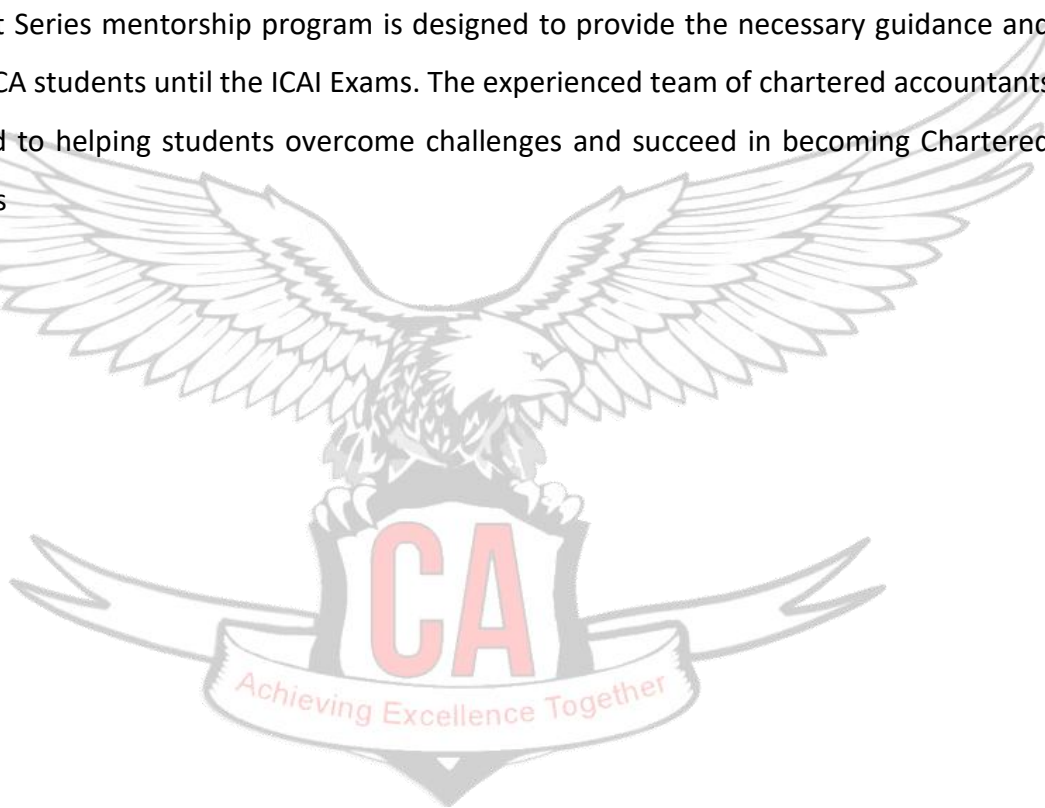 t Series mentorship program is designed to provide the necessary guidance and
CA students until the ICAI Exams. The experienced team of chartered accountants
d to helping students overcome challenges and succeed in becoming Chartered
s
CA
Achieving Excellence Together